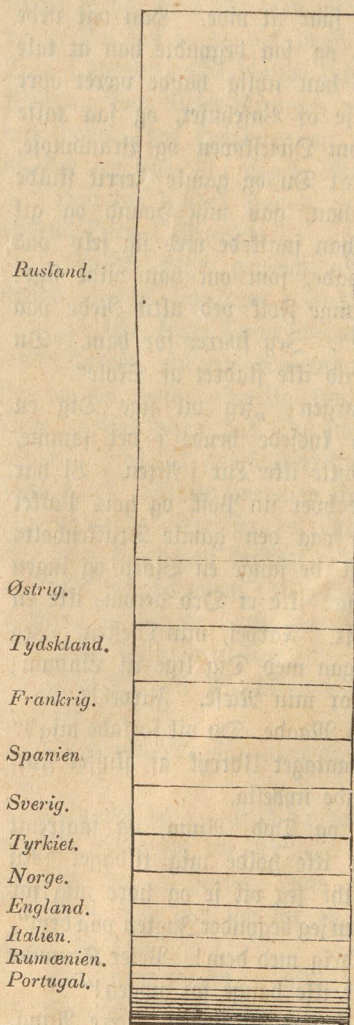 Rusland.
Østrig.
Tydskland.
Frankrig.
Spanien
Sverig.
Tyrkiet.
Norge.
England.
Italien.
Rumænien.
Portugal.